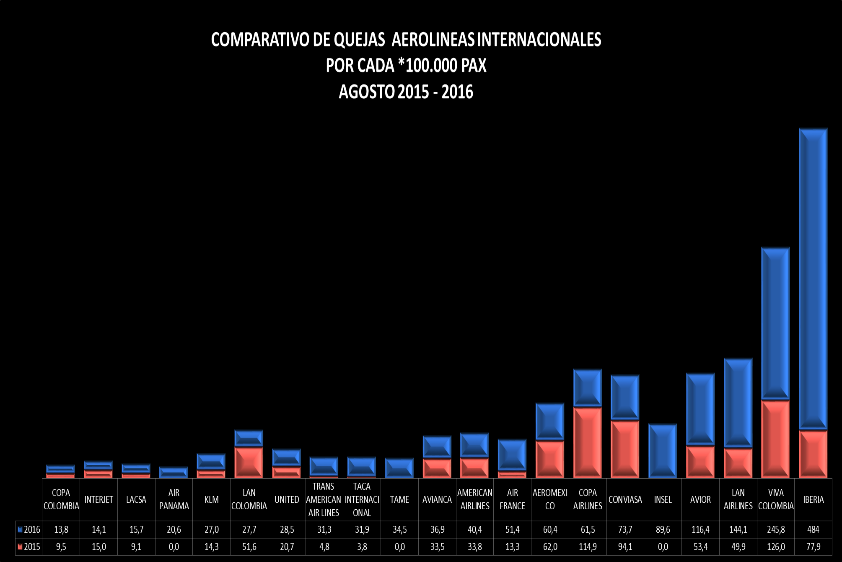 COMPARATIVO DE QUEJAS AEROLINEAS INTERNACIONALES
POR CADA *100.000 PAX
AGOSTO 2015 - 2016
COPA COLOMBIA INTERJET LACSA AIR PANAMA KLM LAN COLOMBIA UNITED TRANS AMERICAN AIR LINES TACA INTERNACI ONAL TAME AVIANCA AMERICAN AIRLINES AIR FRANCE AEROMEXI CO COPA AIRLINES CONVIASA INSEL AVIOR LAN AIRLINES VIVA COLOMBIA IBERIA
2016 13,8 14,1 15,7 20,6 27,0 27,7 28,5 31,3 31,9 34,5 36,9 40,4 51,4 60,4 61,5 73,7 89,6 116,4 144,1 245,8 484
2015 9,5 15,0 9,1 0,0 14,3 51,6 20,7 4,8 3,8 0,0 33,5 33,8 13,3 62,0 114,9 94,1 0,0 53,4 49,9 126,0 77,9